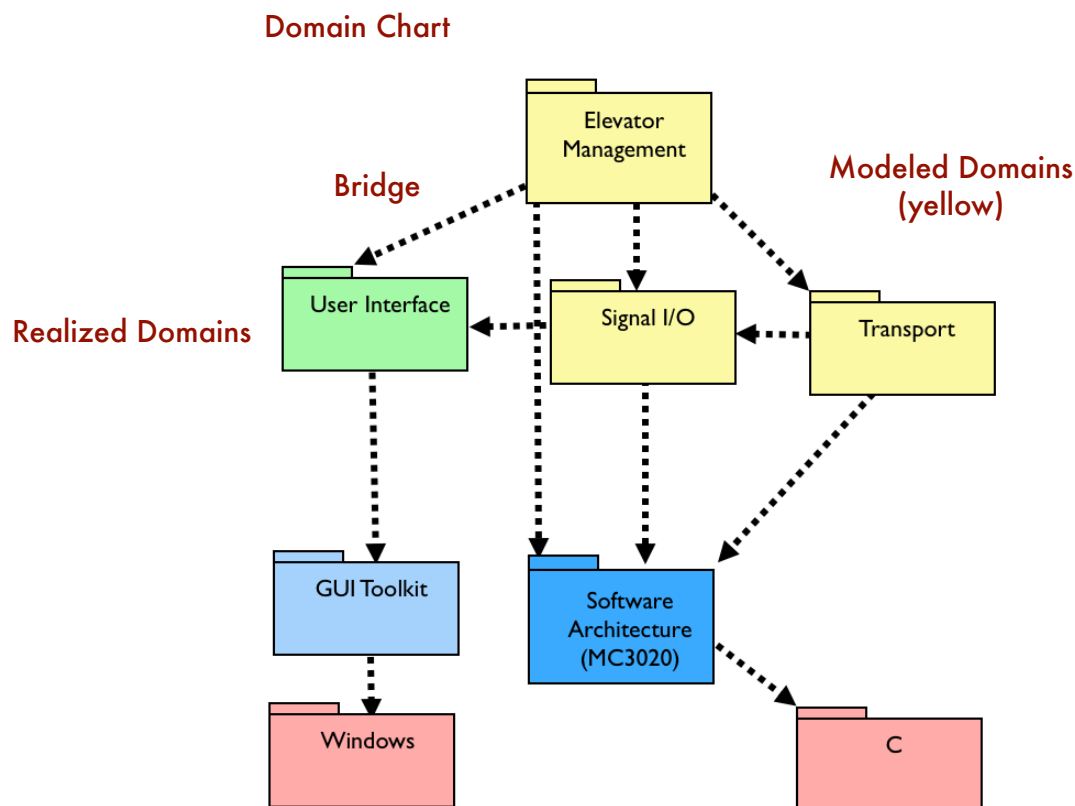 Domain Chart
Elevator
Management
Bridge
Modeled Domains
(yellow)
User Interface
Signal I/O
Transport
Realized Domains
GUI Toolkit
Software
Architecture
(MC3020)
Windows
C